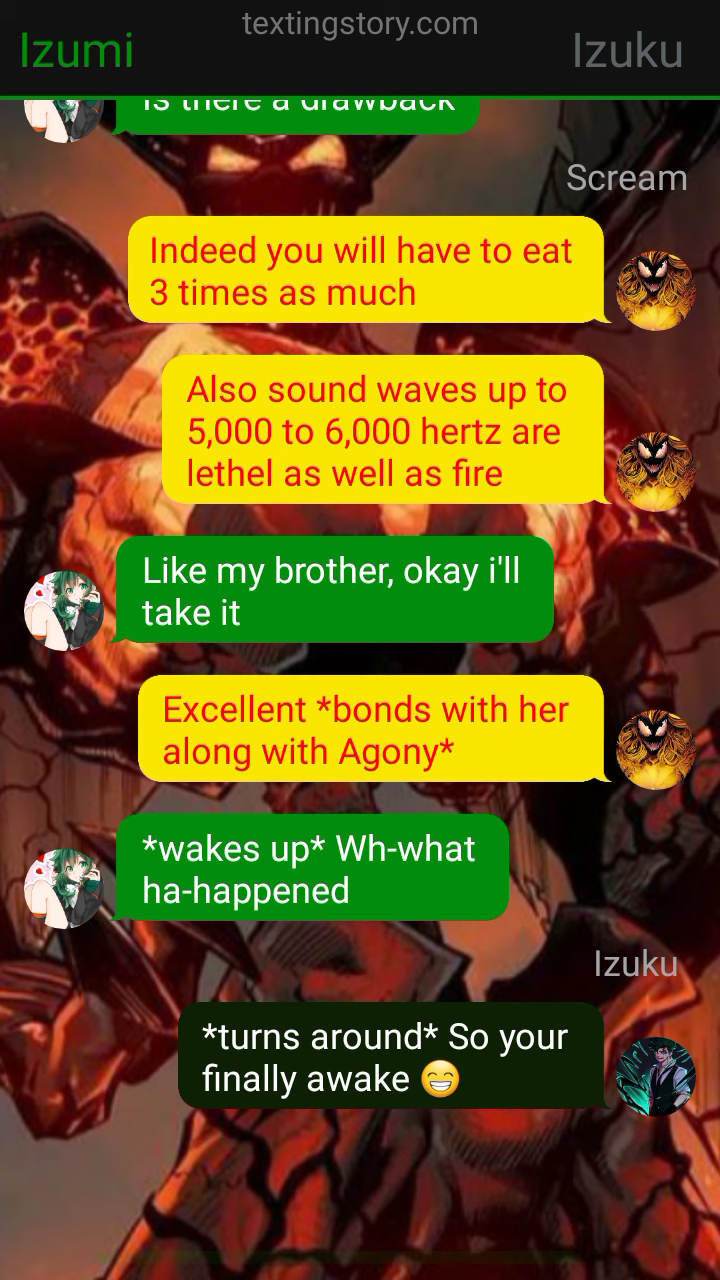 textingstory.com
Izumi
Izuku
Is there a drawback
Scream
Indeed you will have to eat
3 times as much
Also sound waves up to
5,000 to 6,000 hertz are
lethel as well as fire
Like my brother, okay i'll
take it
Excellent *bonds with her
along with Agony*
*wakes up* Wh-what
ha-happened
Izuku
*turns around* So your
finally awake 😁